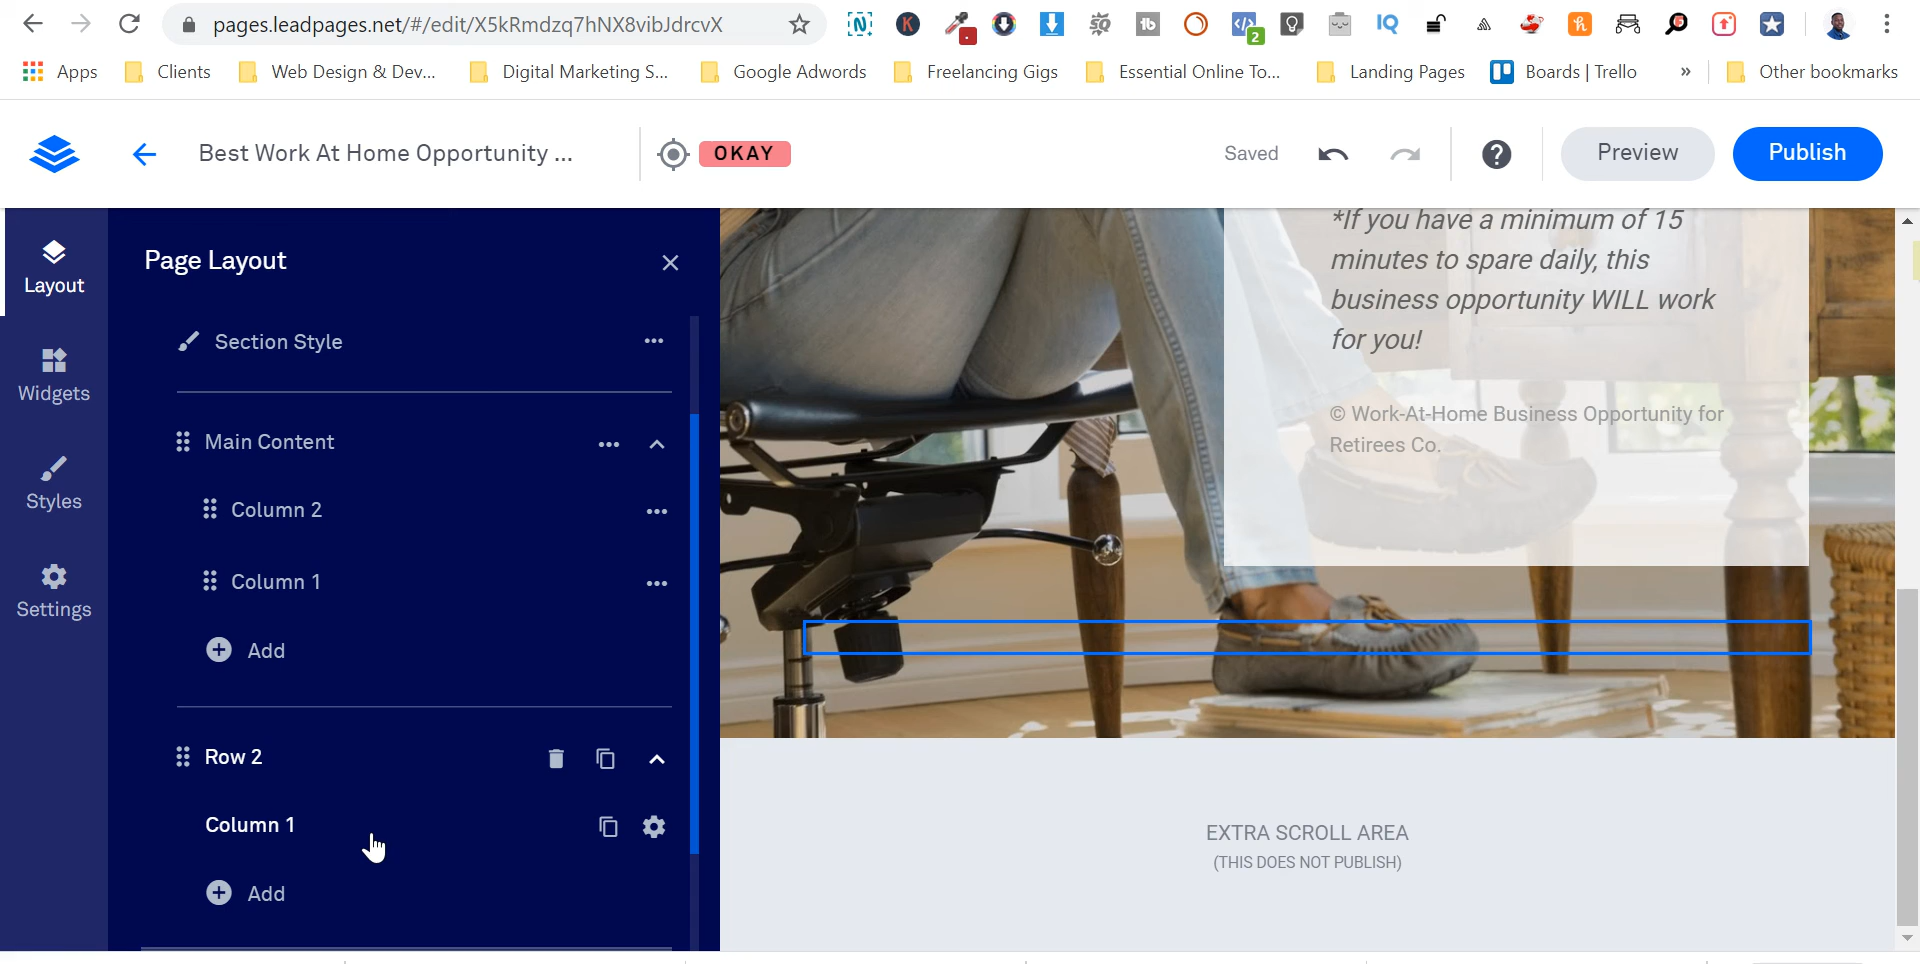 pages.leadpages.net/#/edit/X5kRmdzq7hNX8vibJdrcvX
2
Apps
Clients
Web Design & Dev...
Digital Marketing S...
Google Adwords
Freelancing Gigs
Essential Online To...
Landing Pages
Boards | Trello
»
Other bookmarks
Best Work At Home Opportunity ...
OKAY
Saved
Preview
Publish
Layout
Widgets
Styles
Settings
Page Layout
Section Style
Main Content
Column 2
Column 1
Add
Row 2
Column 1
Add
*If you have a minimum of 15
minutes to spare daily, this
business opportunity WILL work
for you!
© Work-At-Home Business Opportunity for
Retirees Co.
EXTRA SCROLL AREA
(THIS DOES NOT PUBLISH)